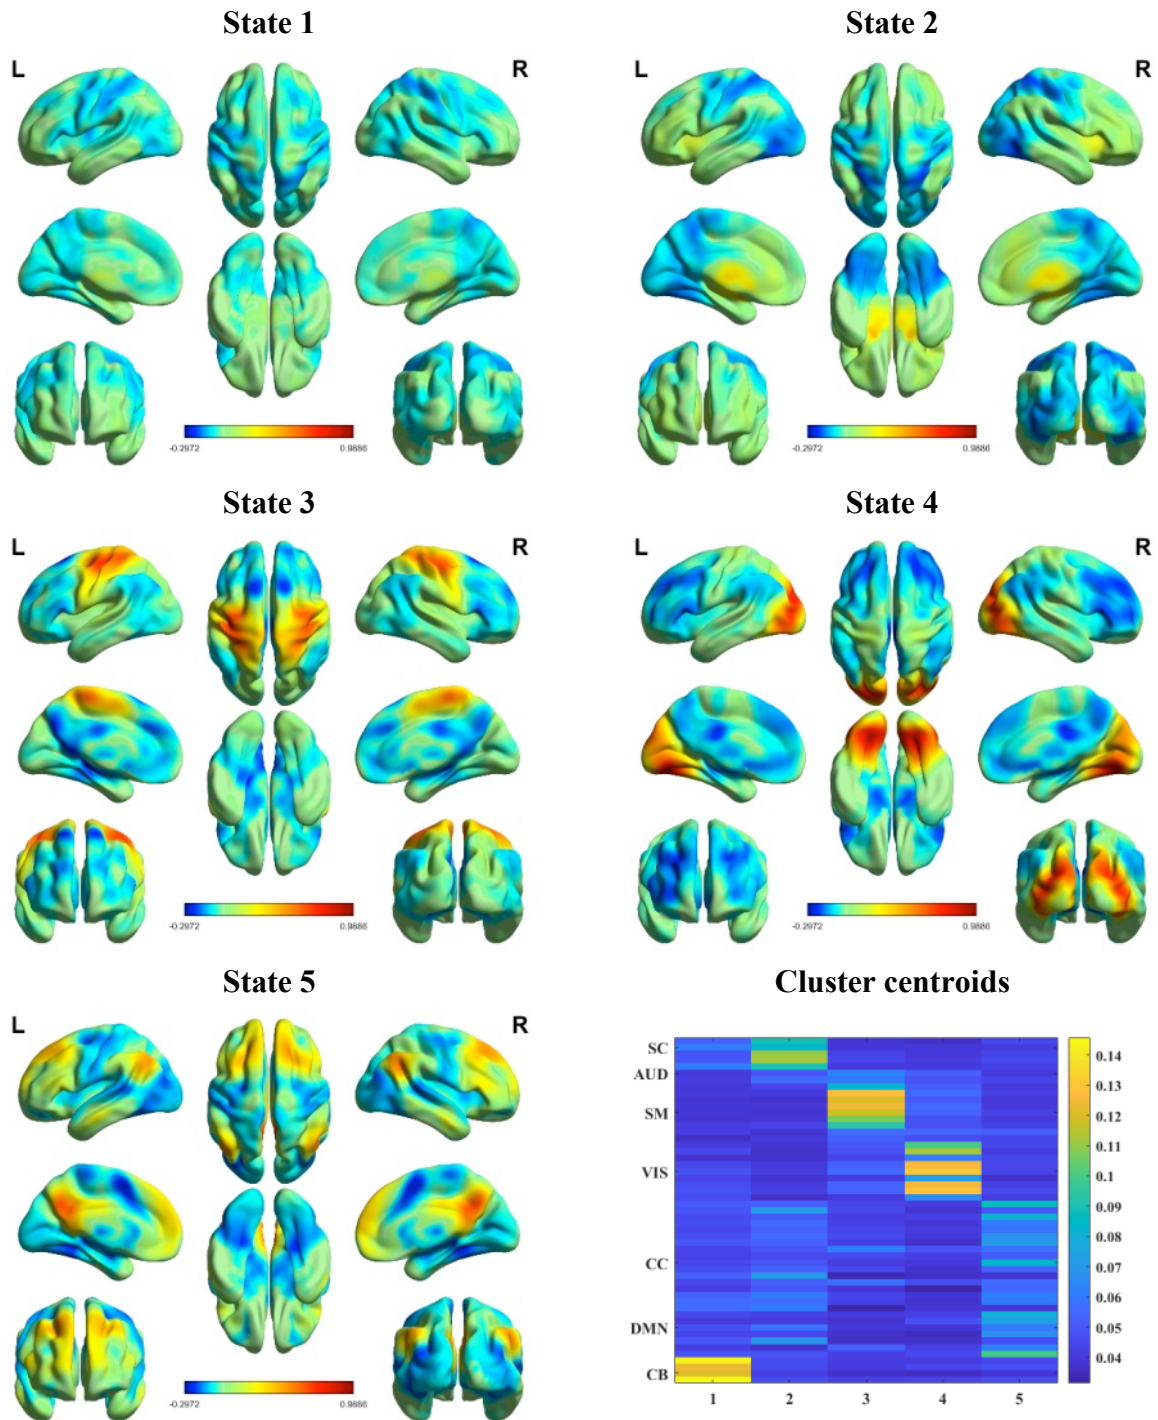 State 1
State 2
L
R
L
R
-0.2972
0.9886
-0.2972
0.9886
State 3
State 4
L
R
L
R
-0.2972
0.9886
-0.2972
0.9886
State 5
Cluster centroids
L
R
-0.2972
0.9886
SC
AUD
SM
VIS
CC
DMN
CB
1 2 3 4 5
0.14
0.13
0.12
0.11
0.1
0.09
0.08
0.07
0.06
0.05
0.04